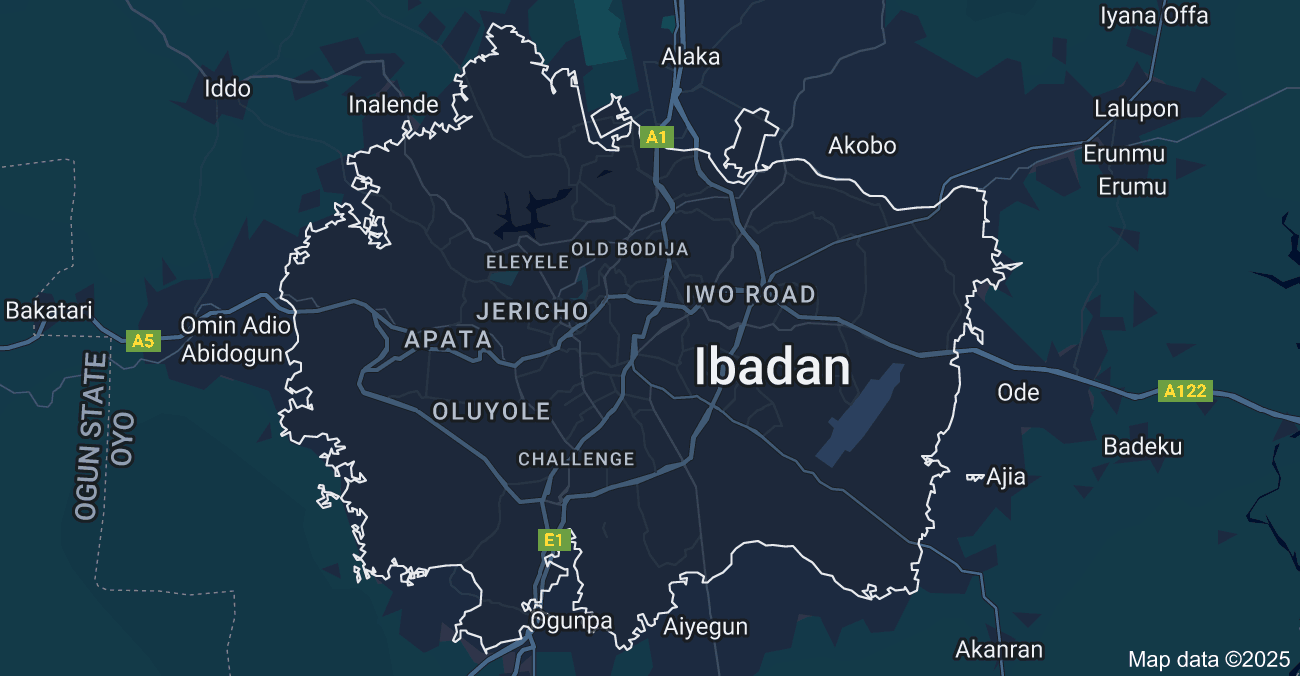 Iyana Offa
Alaka
Iddo
Inalende
Lalupon
A1
Akobo
Erunmu
Erumu
OLD BODIJA
ELEYELE
IWO ROAD
Bakatari
JERICHO
Omin Adio
A5
APATA
Abidogun
Ibadan
OGUN STATE
OYO
Ode
A122
OLUYOLE
Badeku
CHALLENGE
Ajia
E1
Ogunpa
Aiyegun
Akanran
Map data ©2025